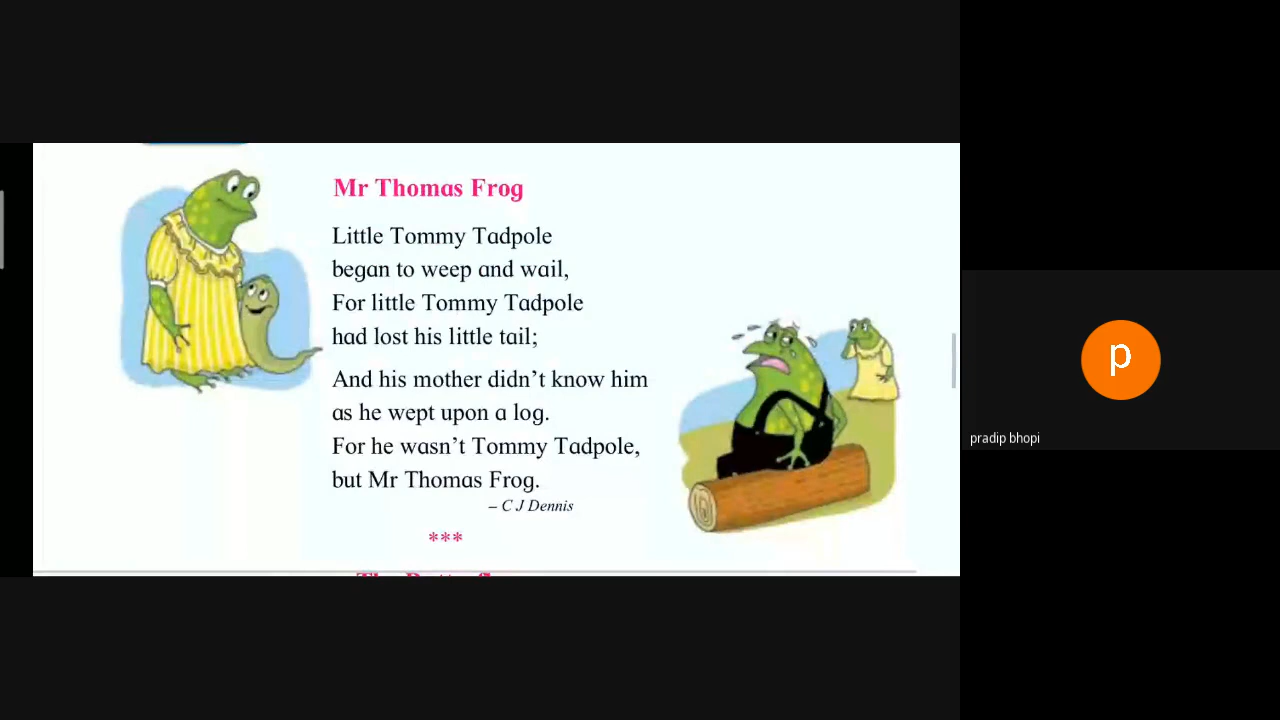 Mr Thomas Frog
Little Tommy Tadpole
began to weep and wail,
For little Tommy Tadpole
had lost his little tail;
And his mother didn't know him
as he wept upon a log.
For he wasn't Tommy Tadpole,
but Mr Thomas Frog.
– C J Dennis
***
p
pradip bhopi